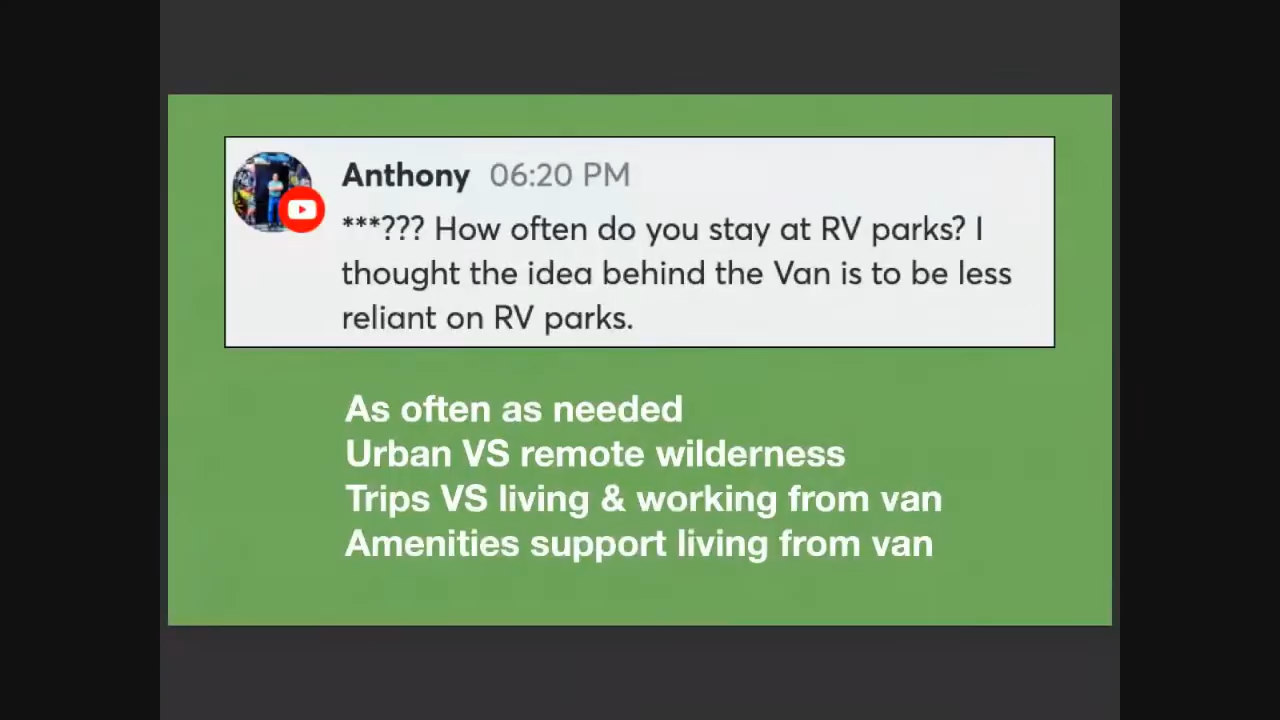 Anthony 06:20 PM
***??? How often do you stay at RV parks? I
thought the idea behind the Van is to be less
reliant on RV parks.
As often as needed
Urban VS remote wilderness
Trips VS living & working from van
Amenities support living from van